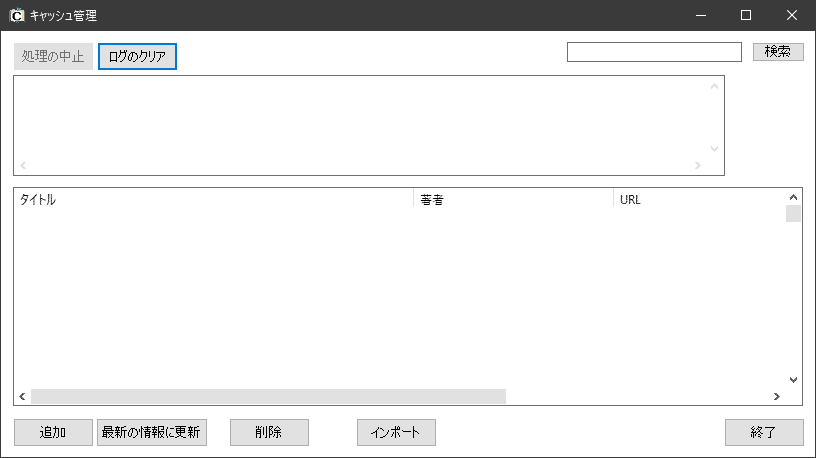 キャッシュ管理
処理の中止 ログのクリア 検索
タイトル 著者 URL
追加 最新の情報に更新 削除 インポート 終了